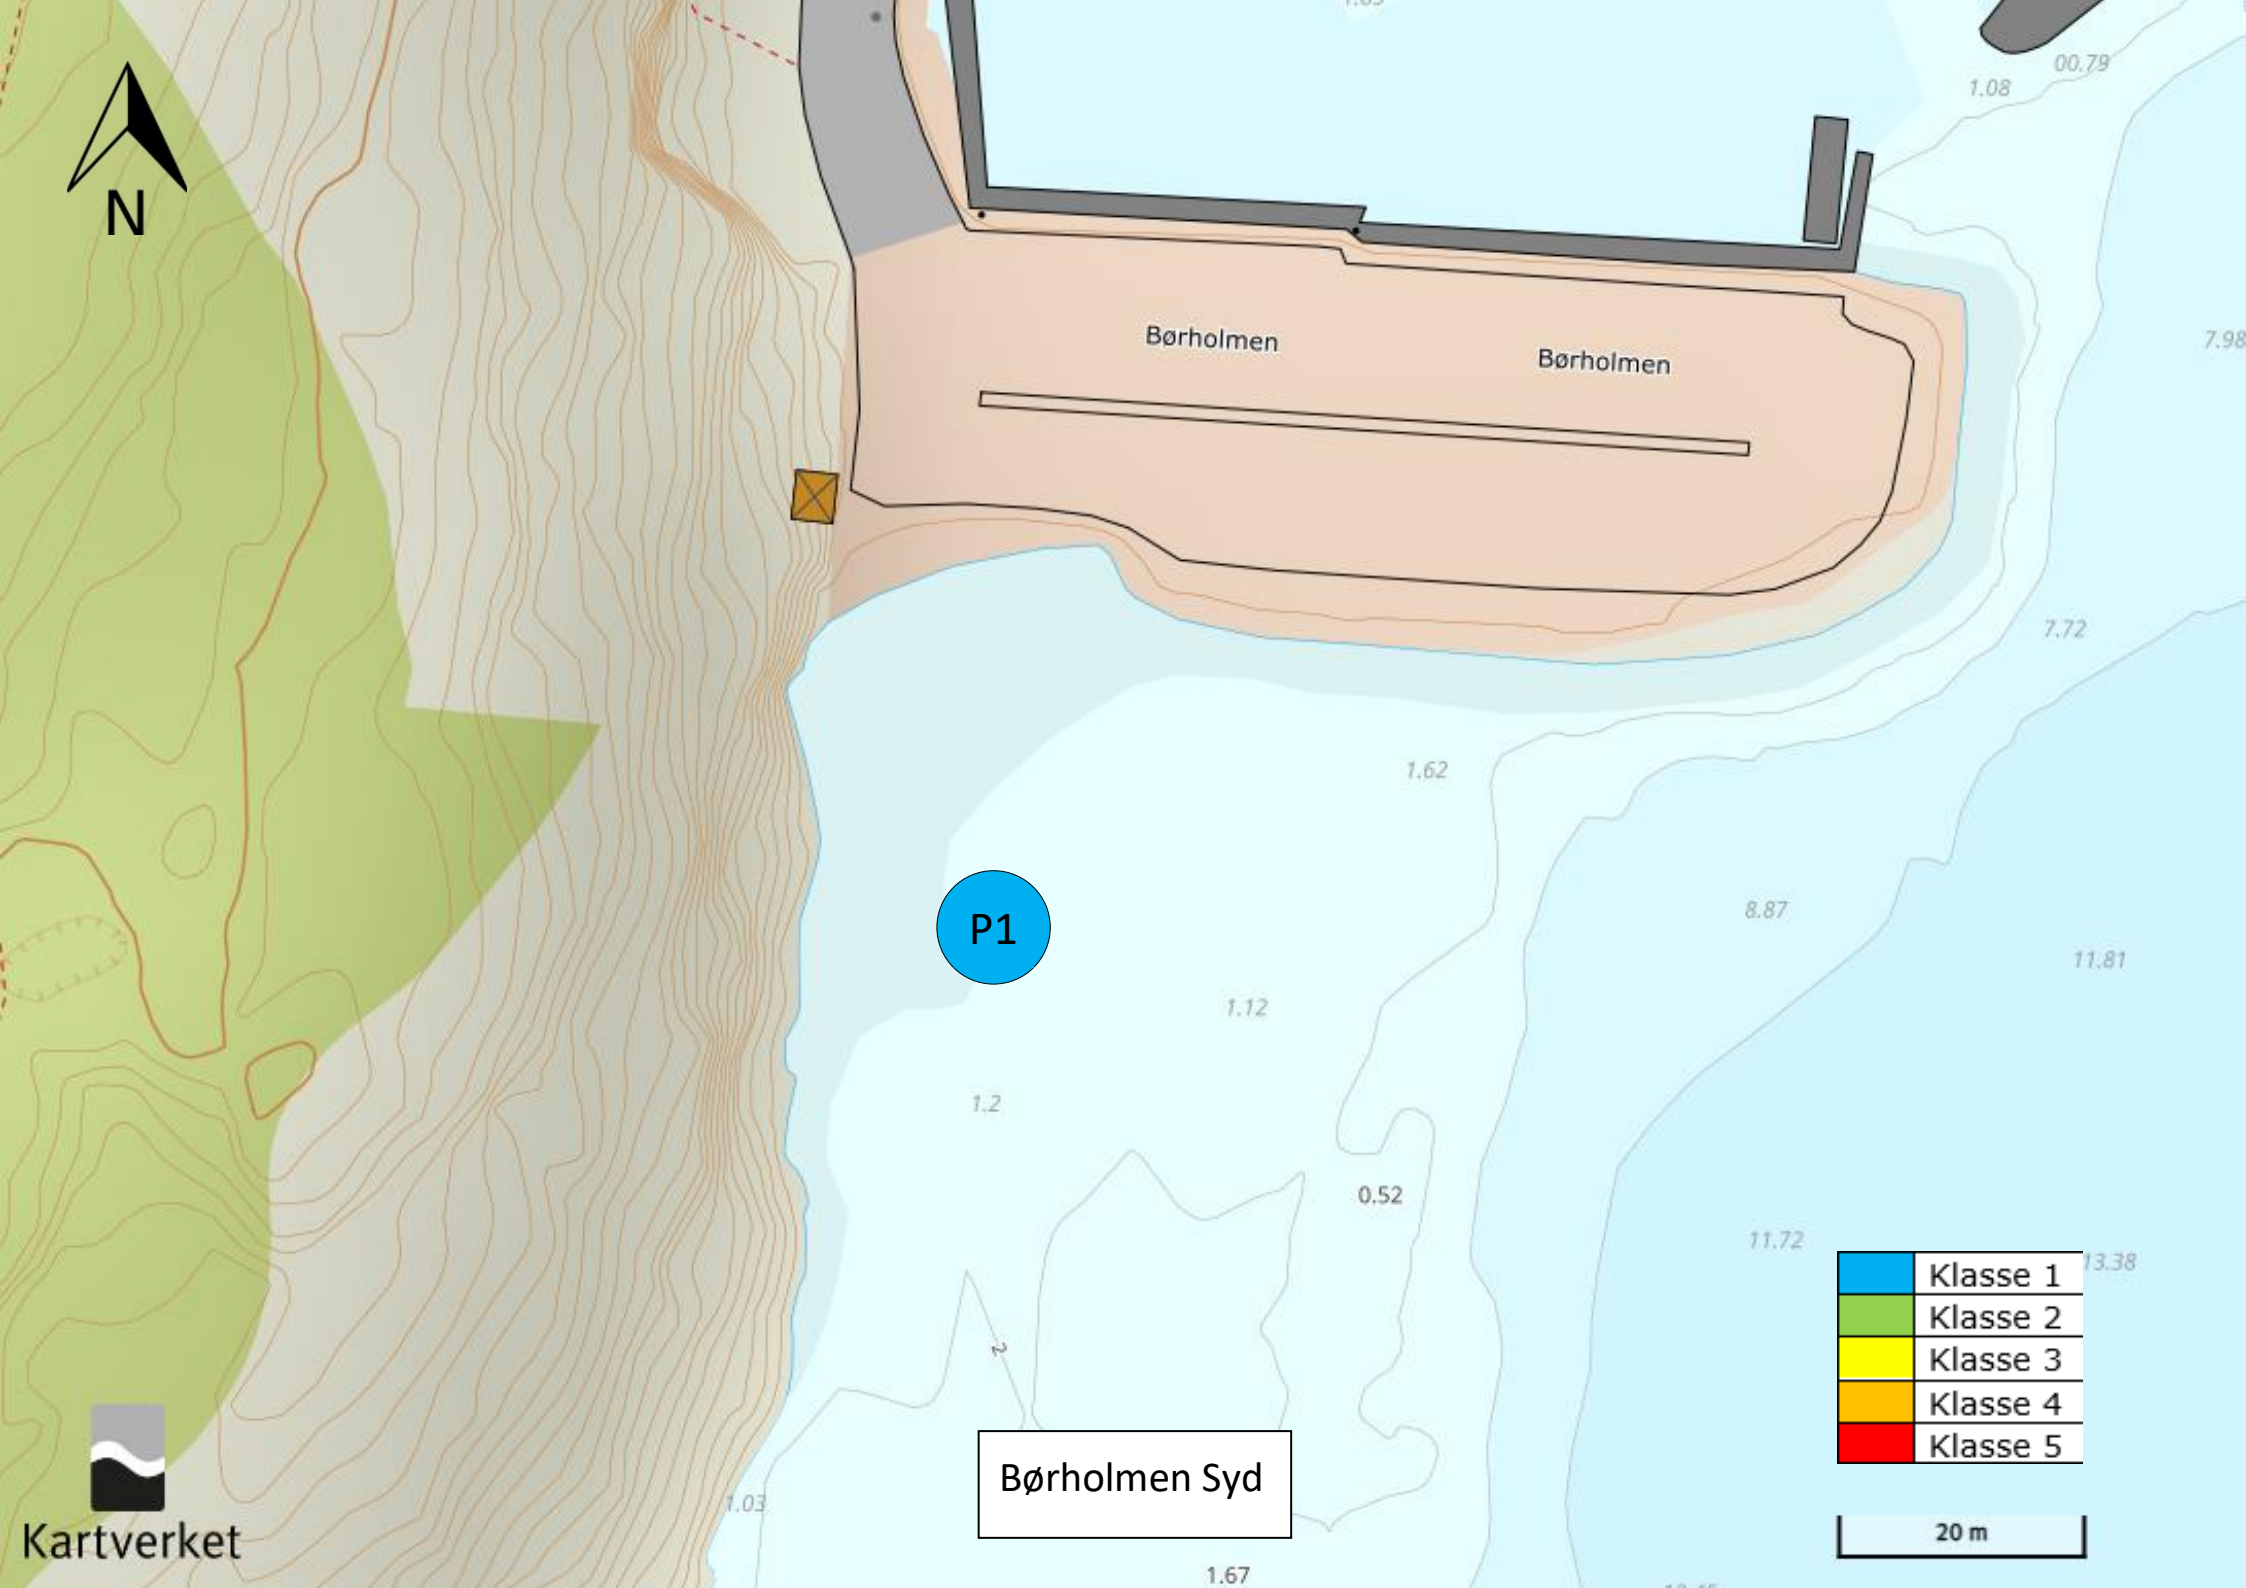 00.79
1.08
N
7.98
Børholmen
Børholmen
7.72
1.62
8.87
P1
11.81
1.12
1.2
0.52
11.72
13.38
Klasse 1
Klasse 2
2
Klasse 3
Klasse 4
Klasse 5
Børholmen Syd
1.03
Kartverket
20 m
1.67